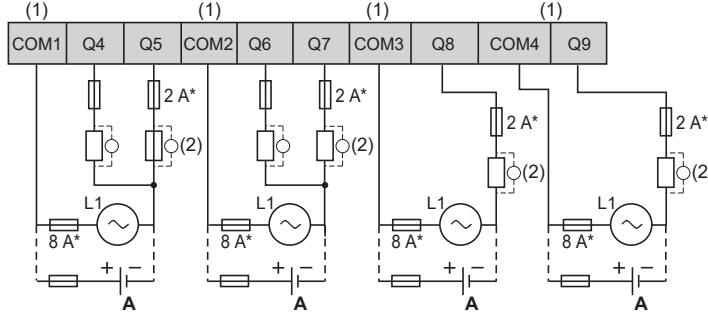 (1) (1) (1) (1)
COM1 Q4 Q5 COM2 Q6 Q7 COM3 Q8 COM4 Q9
2 A* 2 A* 2 A* 2 A*
(2) (2) (2) (2
L1 L1 L1 L1
8 A* 8 A* 8 A* 8 A*
+ − + − + − + −
A A A A